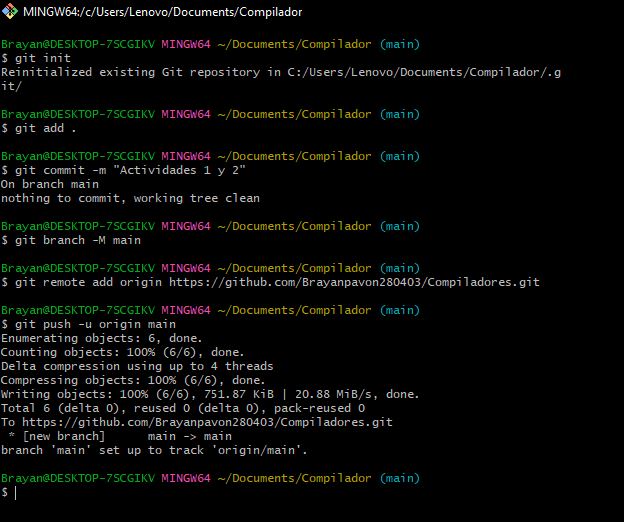 MINGW64:/c/Users/Lenovo/Documents/Compilador
Brayan@DESKTOP-7SCGIKV MINGW64 ~/Documents/Compilador (main)
$ git init
Reinitialized existing Git repository in C:/Users/Lenovo/Documents/Compilador/.g
it/
Brayan@DESKTOP-7SCGIKV MINGW64 ~/Documents/Compilador (main)
$ git add .
Brayan@DESKTOP-7SCGIKV MINGW64 ~/Documents/Compilador (main)
$ git commit -m "Actividades 1 y 2"
On branch main
nothing to commit, working tree clean
Brayan@DESKTOP-7SCGIKV MINGW64 ~/Documents/Compilador (main)
$ git branch -M main
Brayan@DESKTOP-7SCGIKV MINGW64 ~/Documents/Compilador (main)
$ git remote add origin https://github.com/Brayanpavon280403/Compiladores.git
Brayan@DESKTOP-7SCGIKV MINGW64 ~/Documents/Compilador (main)
$ git push -u origin main
Enumerating objects: 6, done.
Counting objects: 100% (6/6), done.
Delta compression using up to 4 threads
Compressing objects: 100% (6/6), done.
Writing objects: 100% (6/6), 751.87 KiB | 20.88 MiB/s, done.
Total 6 (delta 0), reused 0 (delta 0), pack-reused 0
To https://github.com/Brayanpavon280403/Compiladores.git
 * [new branch]      main -> main
branch 'main' set up to track 'origin/main'.
Brayan@DESKTOP-7SCGIKV MINGW64 ~/Documents/Compilador (main)
$